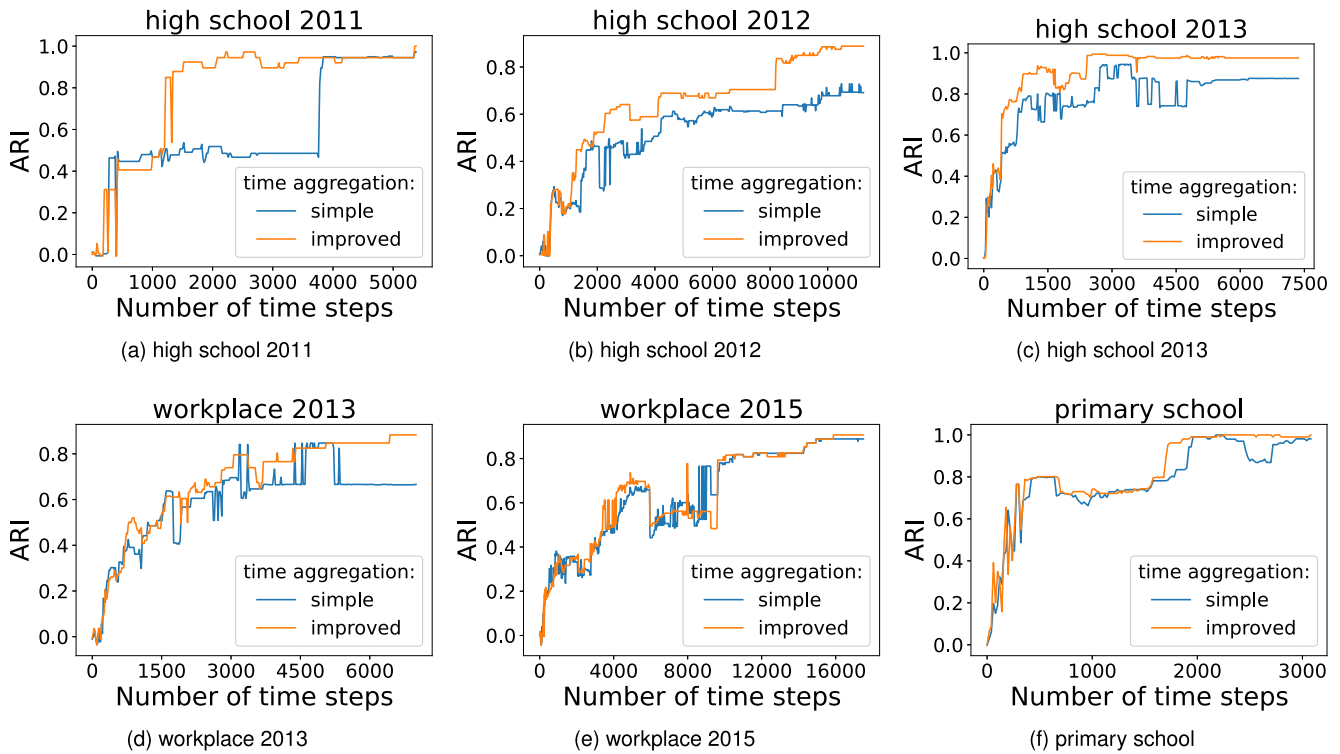 high school 2011
ARI
1.0
0.8
0.6
0.4
0.2
0.0
time aggregation:
simple
improved
0 1000 2000 3000 4000 5000
Number of time steps
(a) high school 2011
high school 2012
ARI
0.8
0.6
0.4
0.2
0.0
time aggregation:
simple
improved
0 2000 4000 6000 8000 10000
Number of time steps
(b) high school 2012
high school 2013
ARI
1.0
0.8
0.6
0.4
0.2
0.0
time aggregation:
simple
improved
0 1500 3000 4500 6000 7500
Number of time steps
(c) high school 2013
workplace 2013
ARI
0.8
0.6
0.4
0.2
0.0
time aggregation:
simple
improved
0 1500 3000 4500 6000
Number of time steps
(d) workplace 2013
workplace 2015
ARI
0.8
0.6
0.4
0.2
0.0
time aggregation:
simple
improved
0 4000 8000 12000 16000
Number of time steps
(e) workplace 2015
primary school
ARI
1.0
0.8
0.6
0.4
0.2
0.0
time aggregation:
simple
improved
0 1000 2000 3000
Number of time steps
(f) primary school